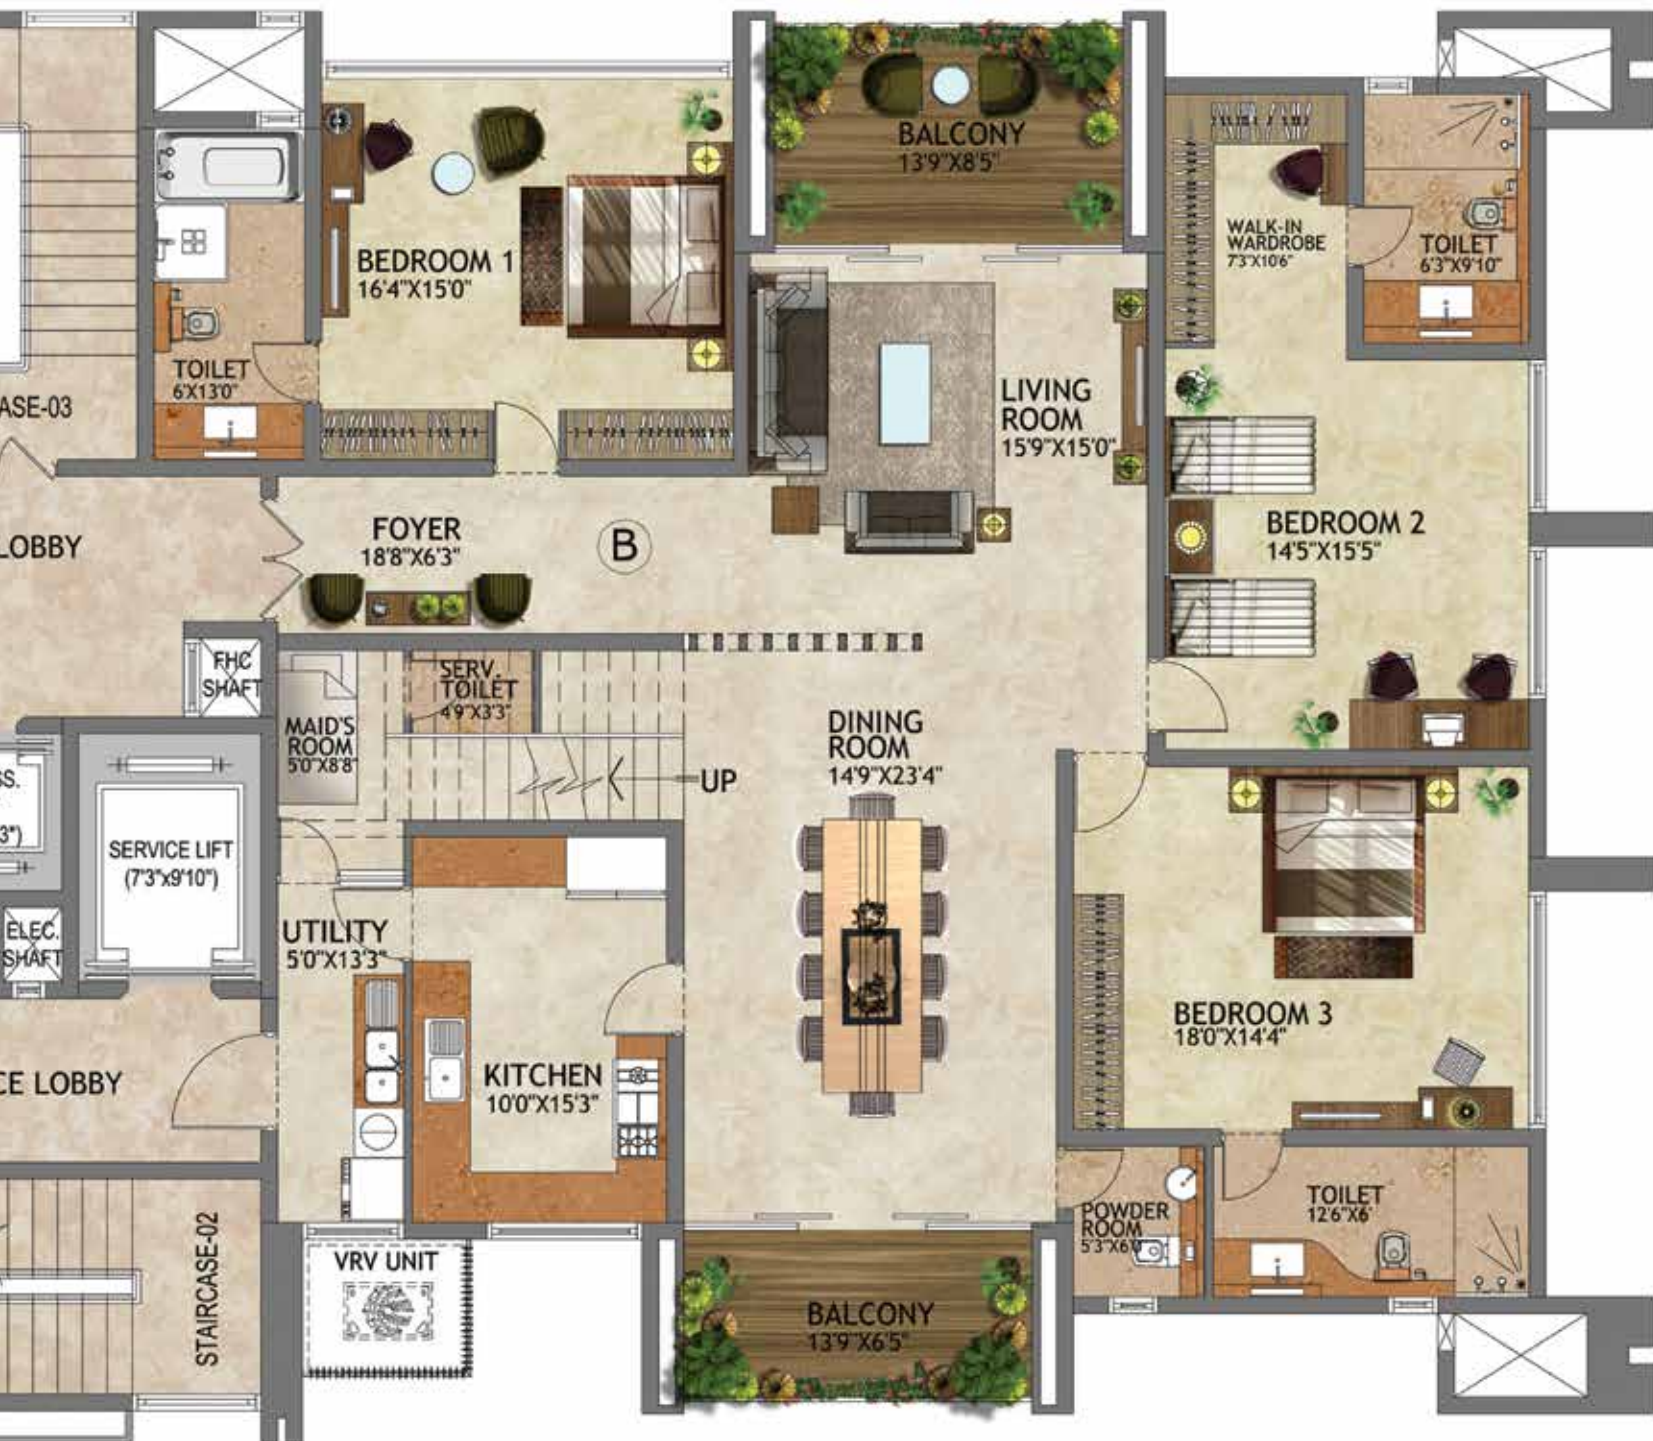 BALCONY
13'9"X8'5"
BEDROOM 1
16'4"X15'0"
WALK-IN
WARDROBE
7'3"X10'6"
TOILET
6'3"X9'10"
TOILET
6'X13'0"
ASE-03
LIVING
ROOM
15'9"X15'0"
LOBBY
FOYER
18'8"X6'3"
B
BEDROOM 2
14'5"X15'5"
FHC
SHAFT
SERV.
TOILET
4'9"X3'3"
MAID'S
ROOM
5'0"X8'8"
DINING
ROOM
14'9"X23'4"
UP
SS.
3")
SERVICE LIFT
(7'3"x9'10")
ELEC.
SHAFT
UTILITY
5'0"X13'3"
BEDROOM 3
18'0"X14'4"
CE LOBBY
KITCHEN
10'0"X15'3"
POWDER
ROOM
5'3"X6'0
TOILET
12'6"X6'
STAIRCASE-02
VRV UNIT
BALCONY
13'9"X6'5"